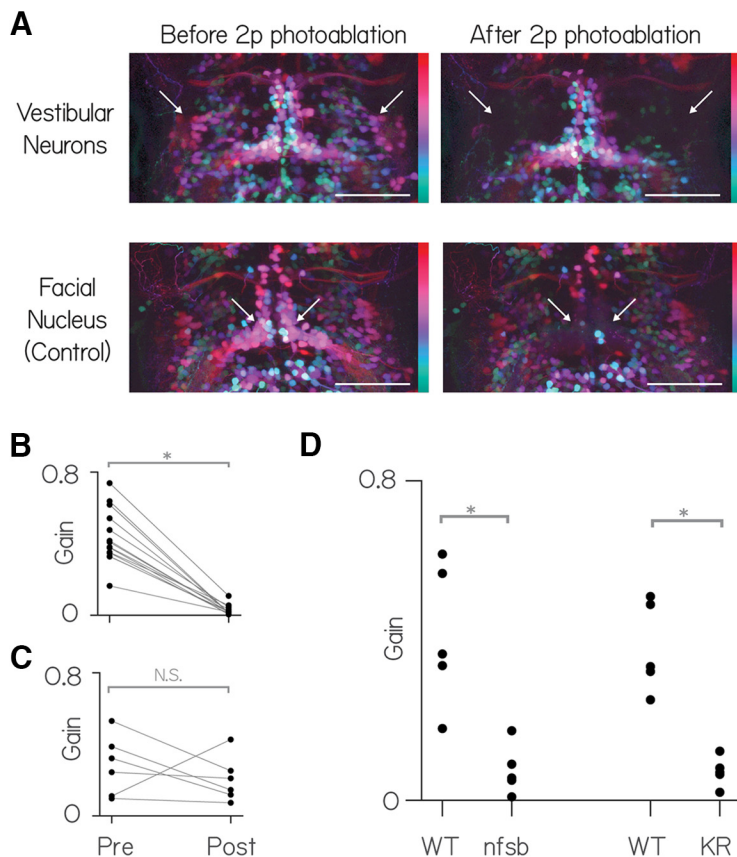 A
Before 2p photoablation
After 2p photoablation
Vestibular
Neurons
Facial
Nucleus
(Control)
B
0.8
*
Gain
0
C
0.8
N.S.
Gain
0
Pre
Post
D
0.8
*
*
Gain
0
WT
nfsb
WT
KR